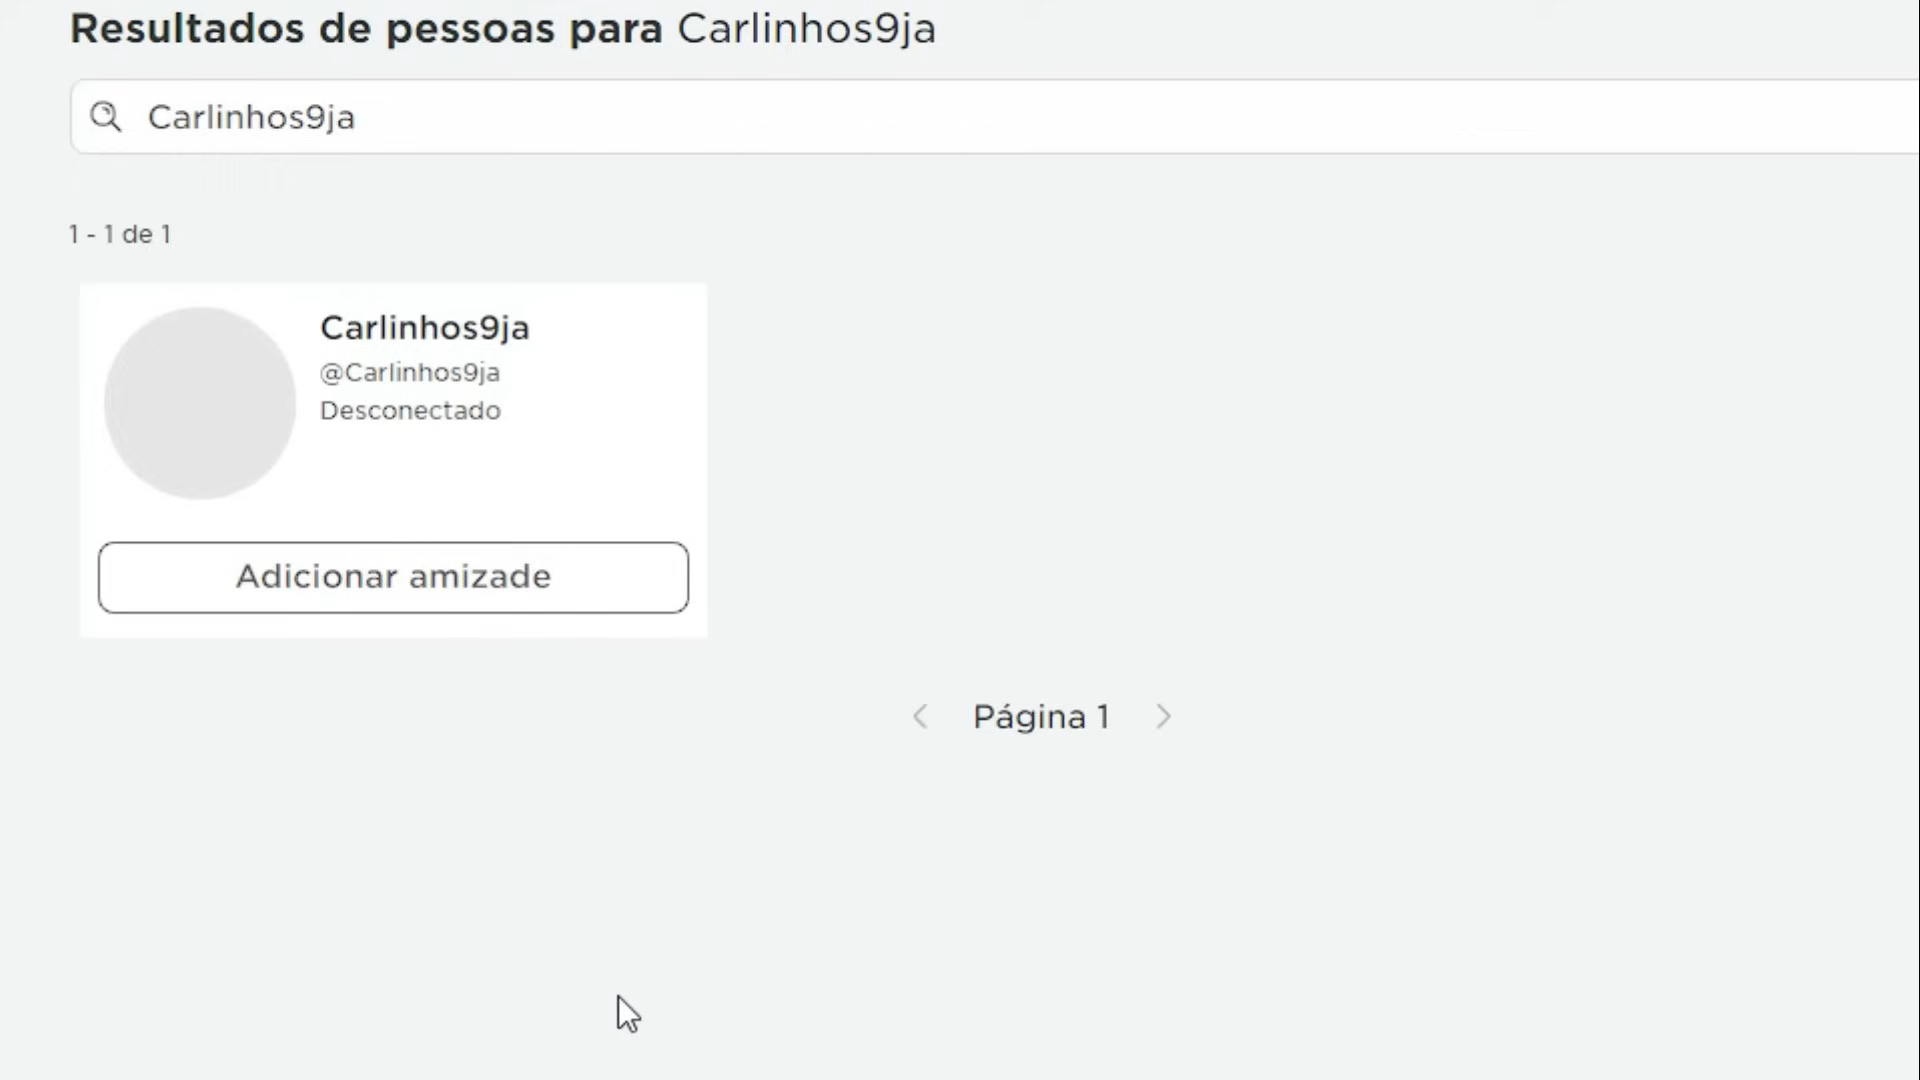 Resultados de pessoas para Carlinhos9ja
Carlinhos9ja
1 - 1 de 1
Carlinhos9ja
@Carlinhos9ja
Desconectado
Adicionar amizade
Página 1